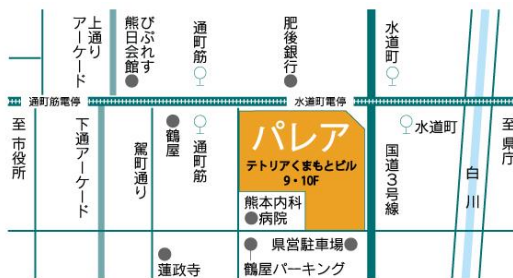 上通り
アーケード
びぷれす
熊日会館
通町筋
肥後銀行
水道町
通町筋電停
水道町電停
至市役所
下通アーケード
駕町通り
鶴屋
通町筋
パレア
テトリアくまもとビル
9・10F
熊本内科
病院
国道3号線
水道町
白川
至県庁
蓮政寺
県営駐車場
鶴屋パーキング